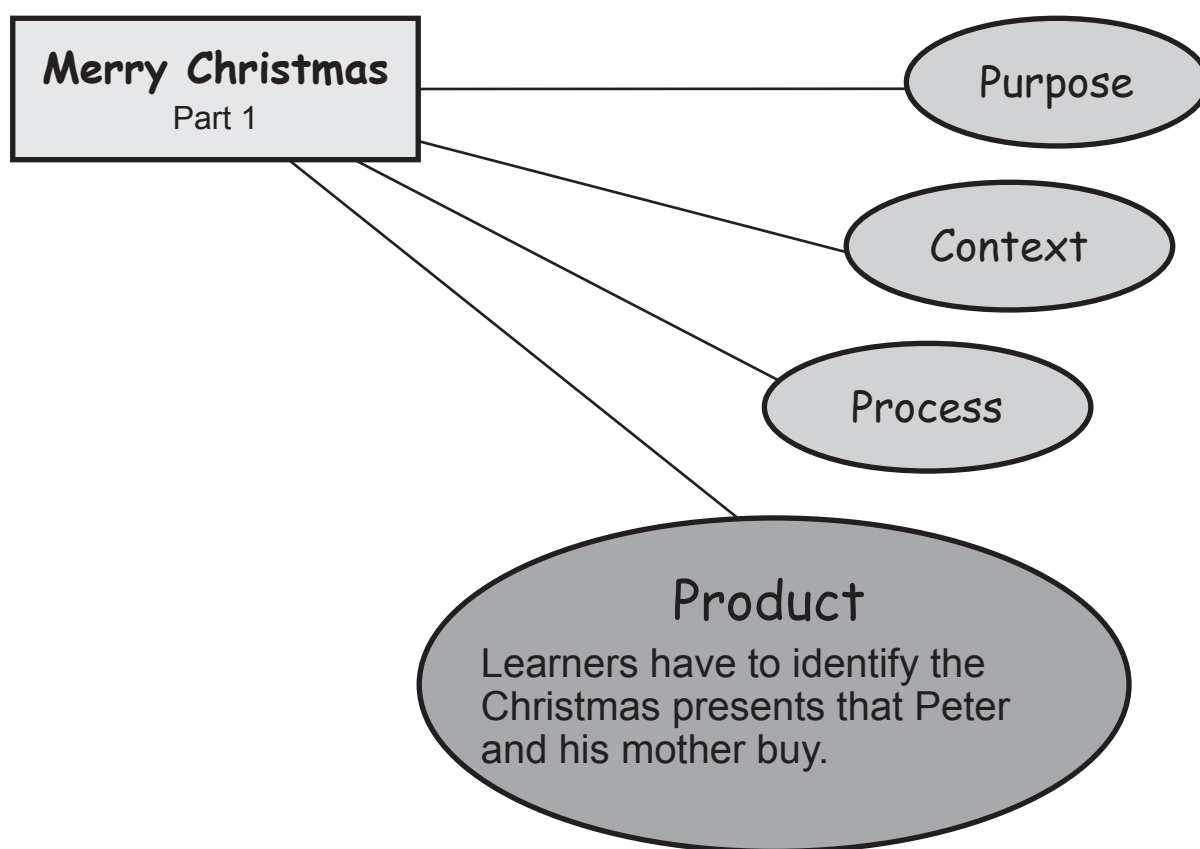 Merry Christmas
Part 1
Purpose
Context
Process
Product
Learners have to identify the
Christmas presents that Peter
and his mother buy.